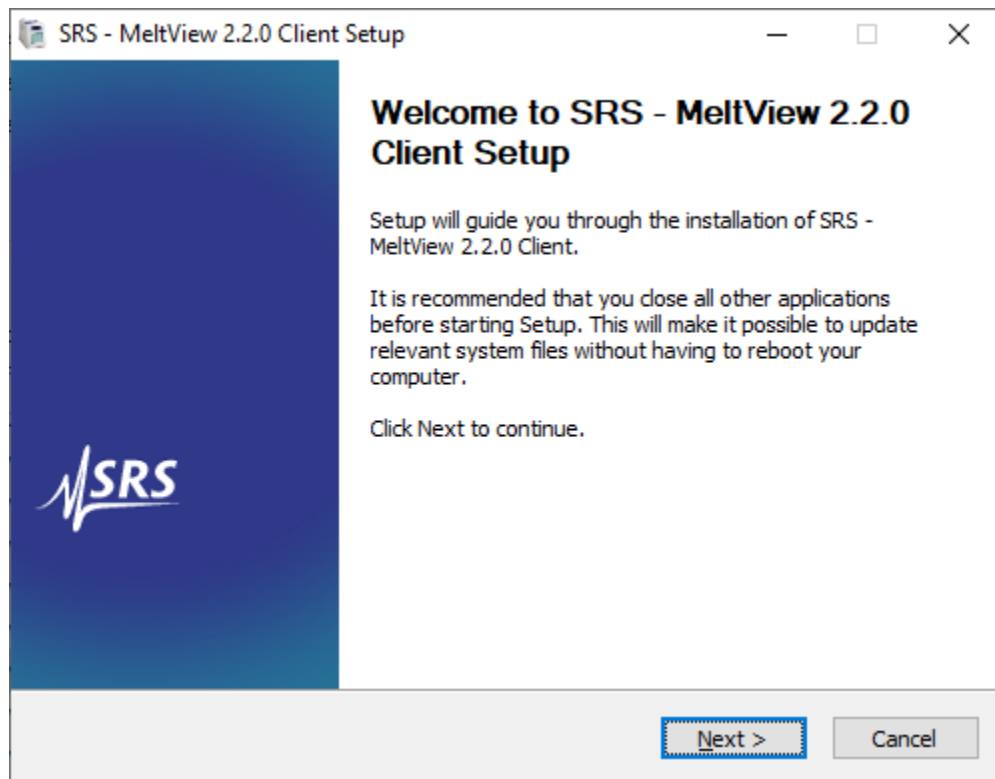 SRS - MeltView 2.2.0 Client Setup
Welcome to SRS - MeltView 2.2.0
Client Setup
Setup will guide you through the installation of SRS -
MeltView 2.2.0 Client.
It is recommended that you close all other applications
before starting Setup. This will make it possible to update
relevant system files without having to reboot your
computer.
Click Next to continue.
SRS
Next >
Cancel